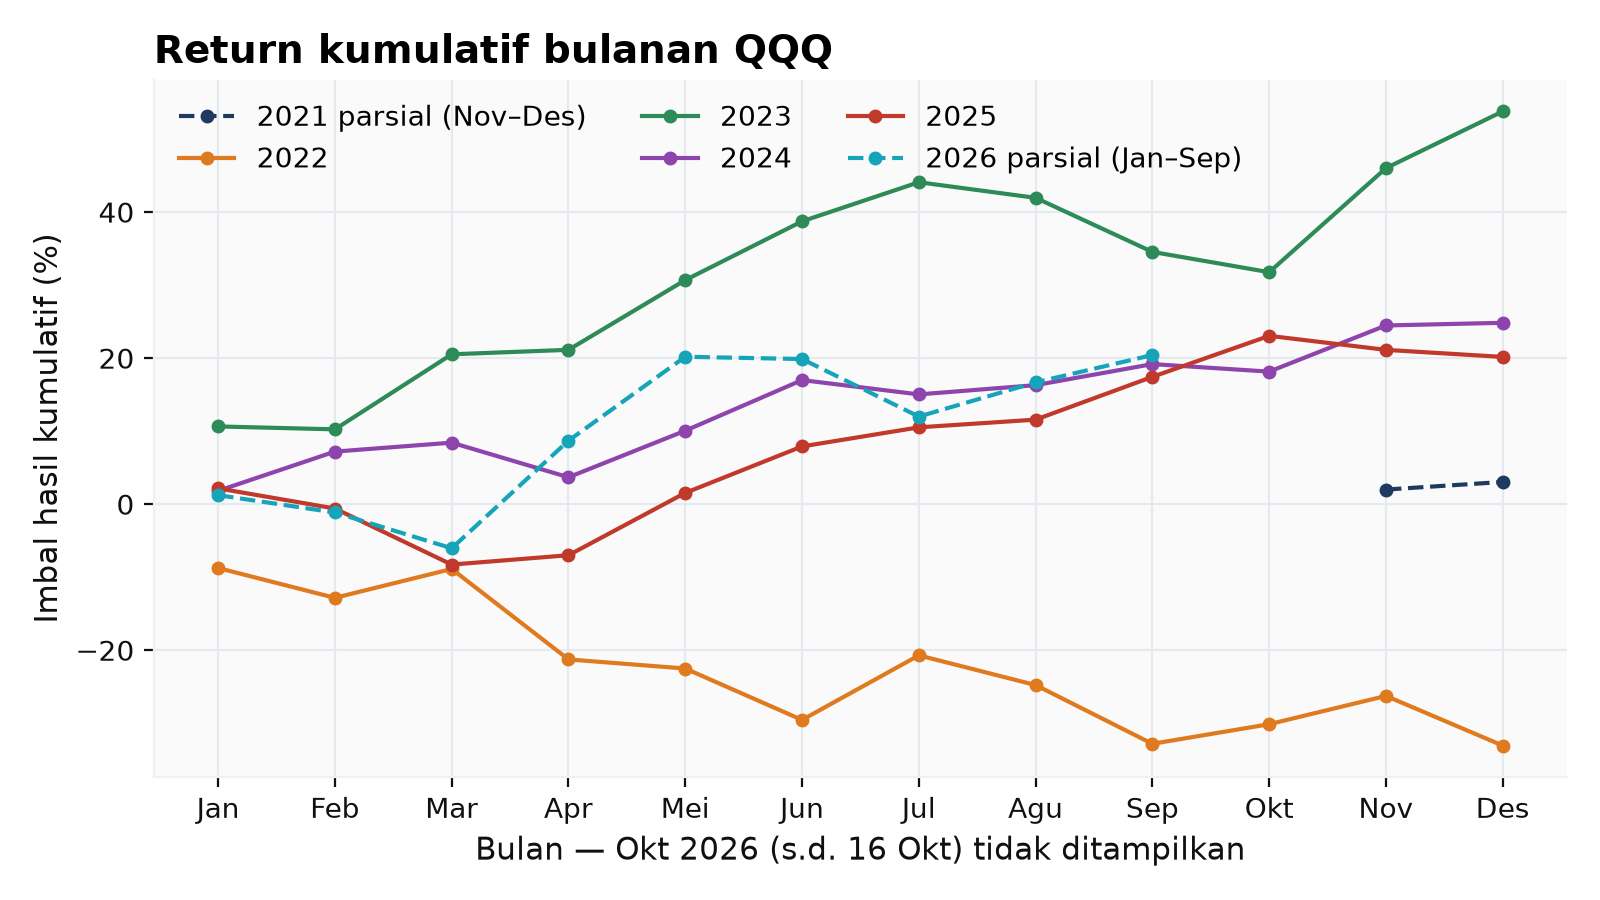 Return kumulatif bulanan QQQ
2021 parsial (Nov–Des)
2022
2023
2024
2025
2026 parsial (Jan–Sep)
Imbal hasil kumulatif (%)
40
20
0
−20
Jan Feb Mar Apr Mei Jun Jul Agu Sep Okt Nov Des
Bulan — Okt 2026 (s.d. 16 Okt) tidak ditampilkan